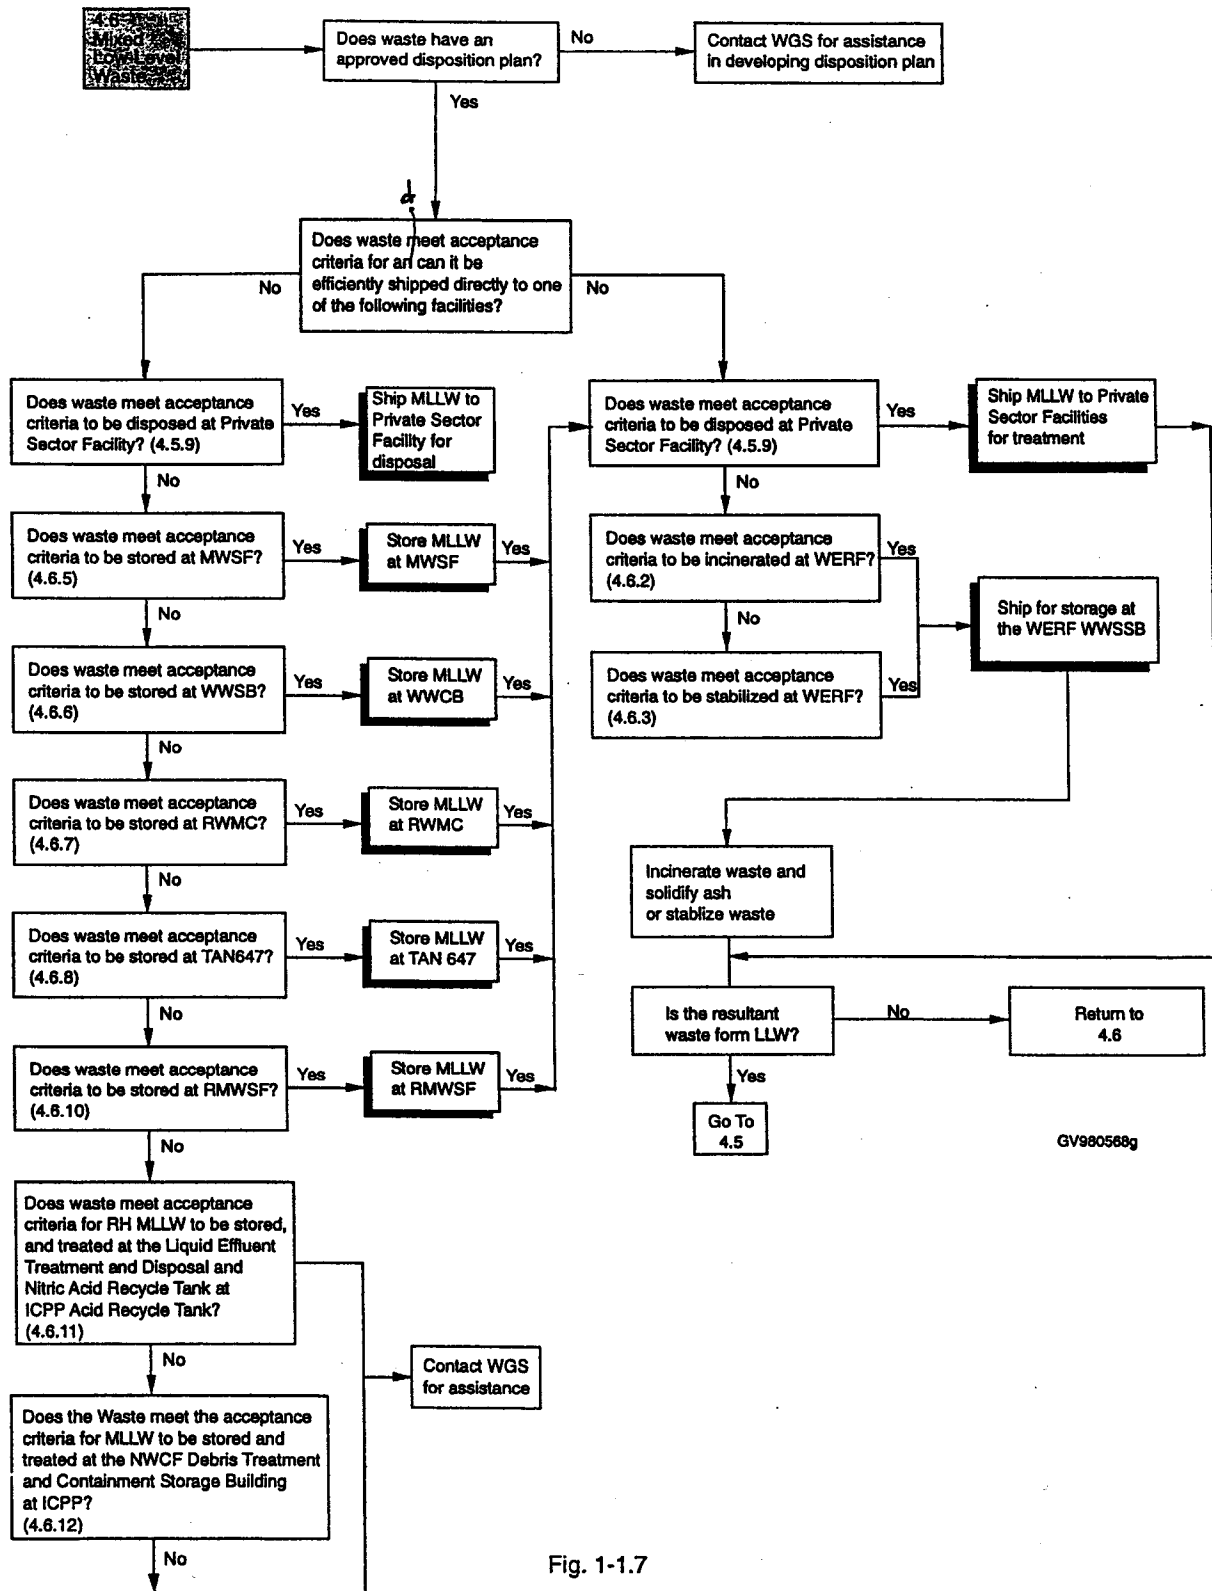 4.6
Mixed
Low-Level
Waste
Does waste have an
approved disposition plan?
No
Contact WGS for assistance
in developing disposition plan
Yes
d
Does waste meet acceptance
criteria for an can it be
efficiently shipped directly to one
of the following facilities?
No
No
Does waste meet acceptance
criteria to be disposed at Private
Sector Facility? (4.5.9)
Yes
Ship MLLW to
Private Sector
Facility for
disposal
No
Does waste meet acceptance
criteria to be stored at MWSF?
(4.6.5)
Yes
Store MLLW
at MWSF
Yes
No
Does waste meet acceptance
criteria to be stored at WWSB?
(4.6.6)
Yes
Store MLLW
at WWCB
Yes
No
Does waste meet acceptance
criteria to be stored at RWMC?
(4.6.7)
Yes
Store MLLW
at RWMC
Yes
No
Does waste meet acceptance
criteria to be stored at TAN647?
(4.6.8)
Yes
Store MLLW
at TAN 647
Yes
No
Does waste meet acceptance
criteria to be stored at RMWSF?
(4.6.10)
Yes
Store MLLW
at RMWSF
Yes
No
Does waste meet acceptance
criteria for RH MLLW to be stored,
and treated at the Liquid Effluent
Treatment and Disposal and
Nitric Acid Recycle Tank at
ICPP Acid Recycle Tank?
(4.6.11)
No
Contact WGS
for assistance
Does the Waste meet the acceptance
criteria for MLLW to be stored and
treated at the NWCF Debris Treatment
and Containment Storage Building
at ICPP?
(4.6.12)
No
Does waste meet acceptance
criteria to be disposed at Private
Sector Facility? (4.5.9)
Yes
Ship MLLW to Private
Sector Facilities
for treatment
No
Does waste meet acceptance
criteria to be incinerated at WERF?
(4.6.2)
Yes
No
Ship for storage at
the WERF WWSSB
Does waste meet acceptance
criteria to be stabilized at WERF?
(4.6.3)
Yes
Incinerate waste and
solidify ash
or stablize waste
Is the resultant
waste form LLW?
No
Return to
4.6
Yes
Go To
4.5
GV980568g
Fig. 1-1.7